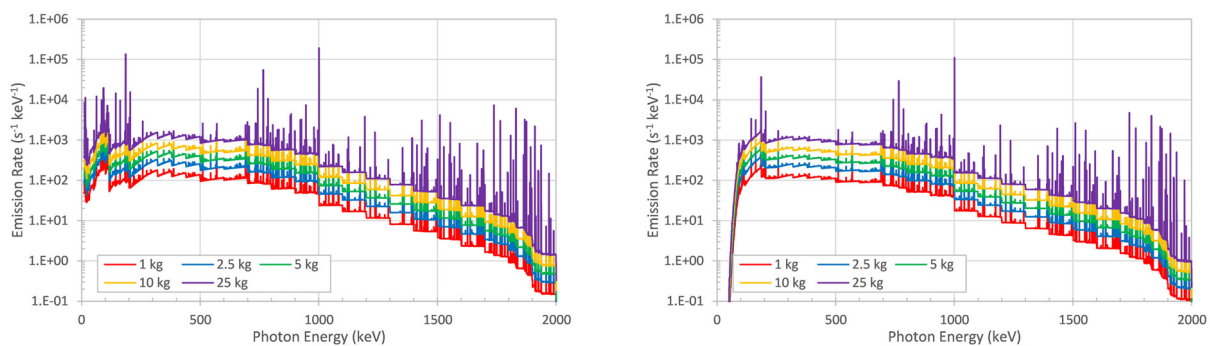 Emission Rate (s⁻¹ keV⁻¹)
1.E+06
1.E+05
1.E+04
1.E+03
1.E+02
1.E+01
1.E+00
1.E-01
1 kg 2.5 kg 5 kg
10 kg 25 kg
0 500 1000 1500 2000
Photon Energy (keV)
Emission Rate (s⁻¹ keV⁻¹)
1.E+06
1.E+05
1.E+04
1.E+03
1.E+02
1.E+01
1.E+00
1.E-01
1 kg 2.5 kg 5 kg
10 kg 25 kg
0 500 1000 1500 2000
Photon Energy (keV)